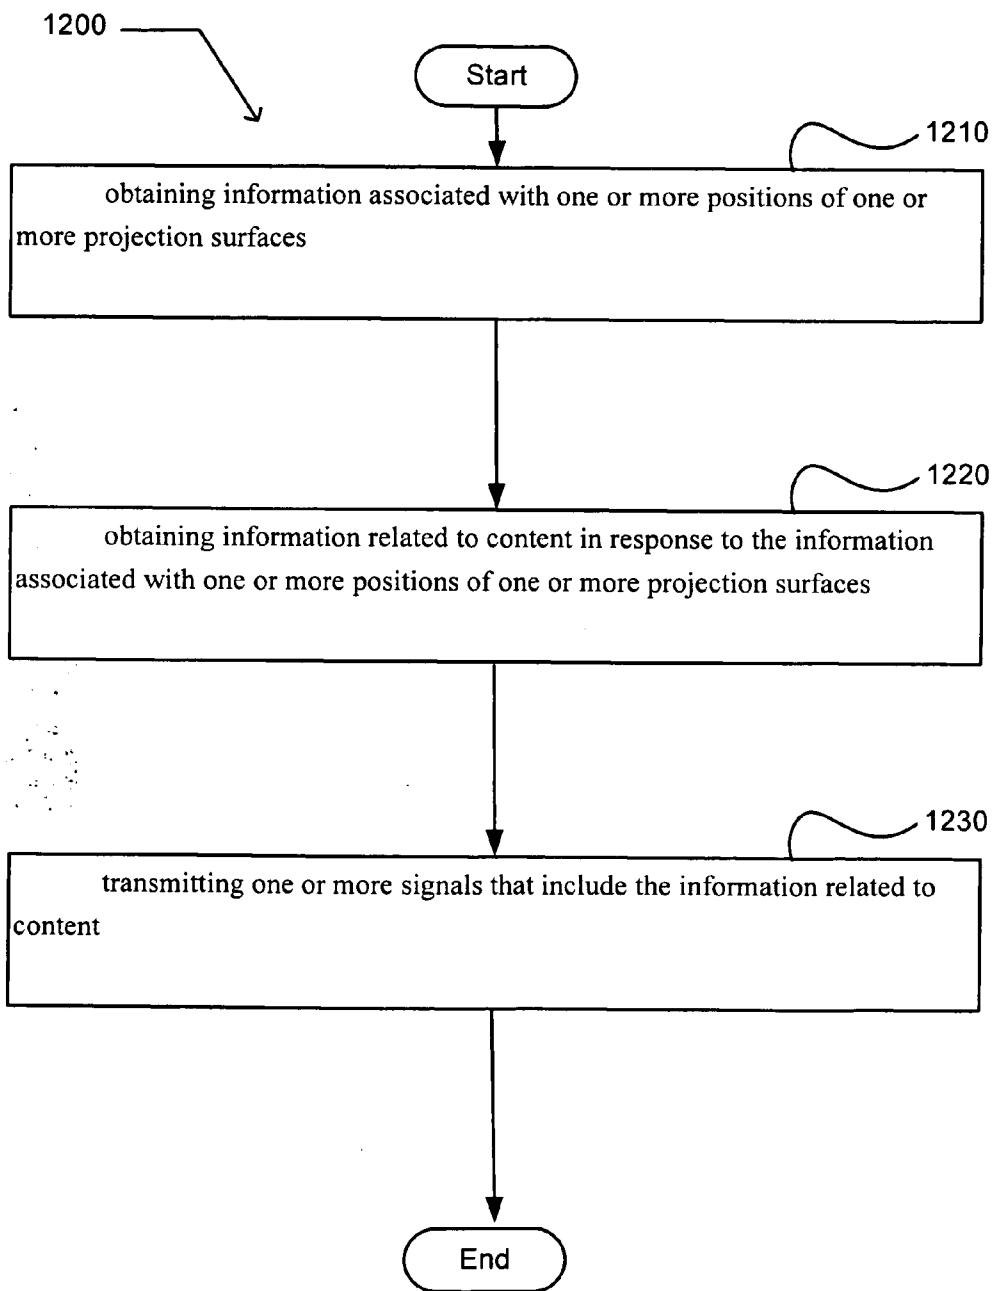 1200
Start
1210
obtaining information associated with one or more positions of one or
more projection surfaces
1220
obtaining information related to content in response to the information
associated with one or more positions of one or more projection surfaces
1230
transmitting one or more signals that include the information related to
content
End